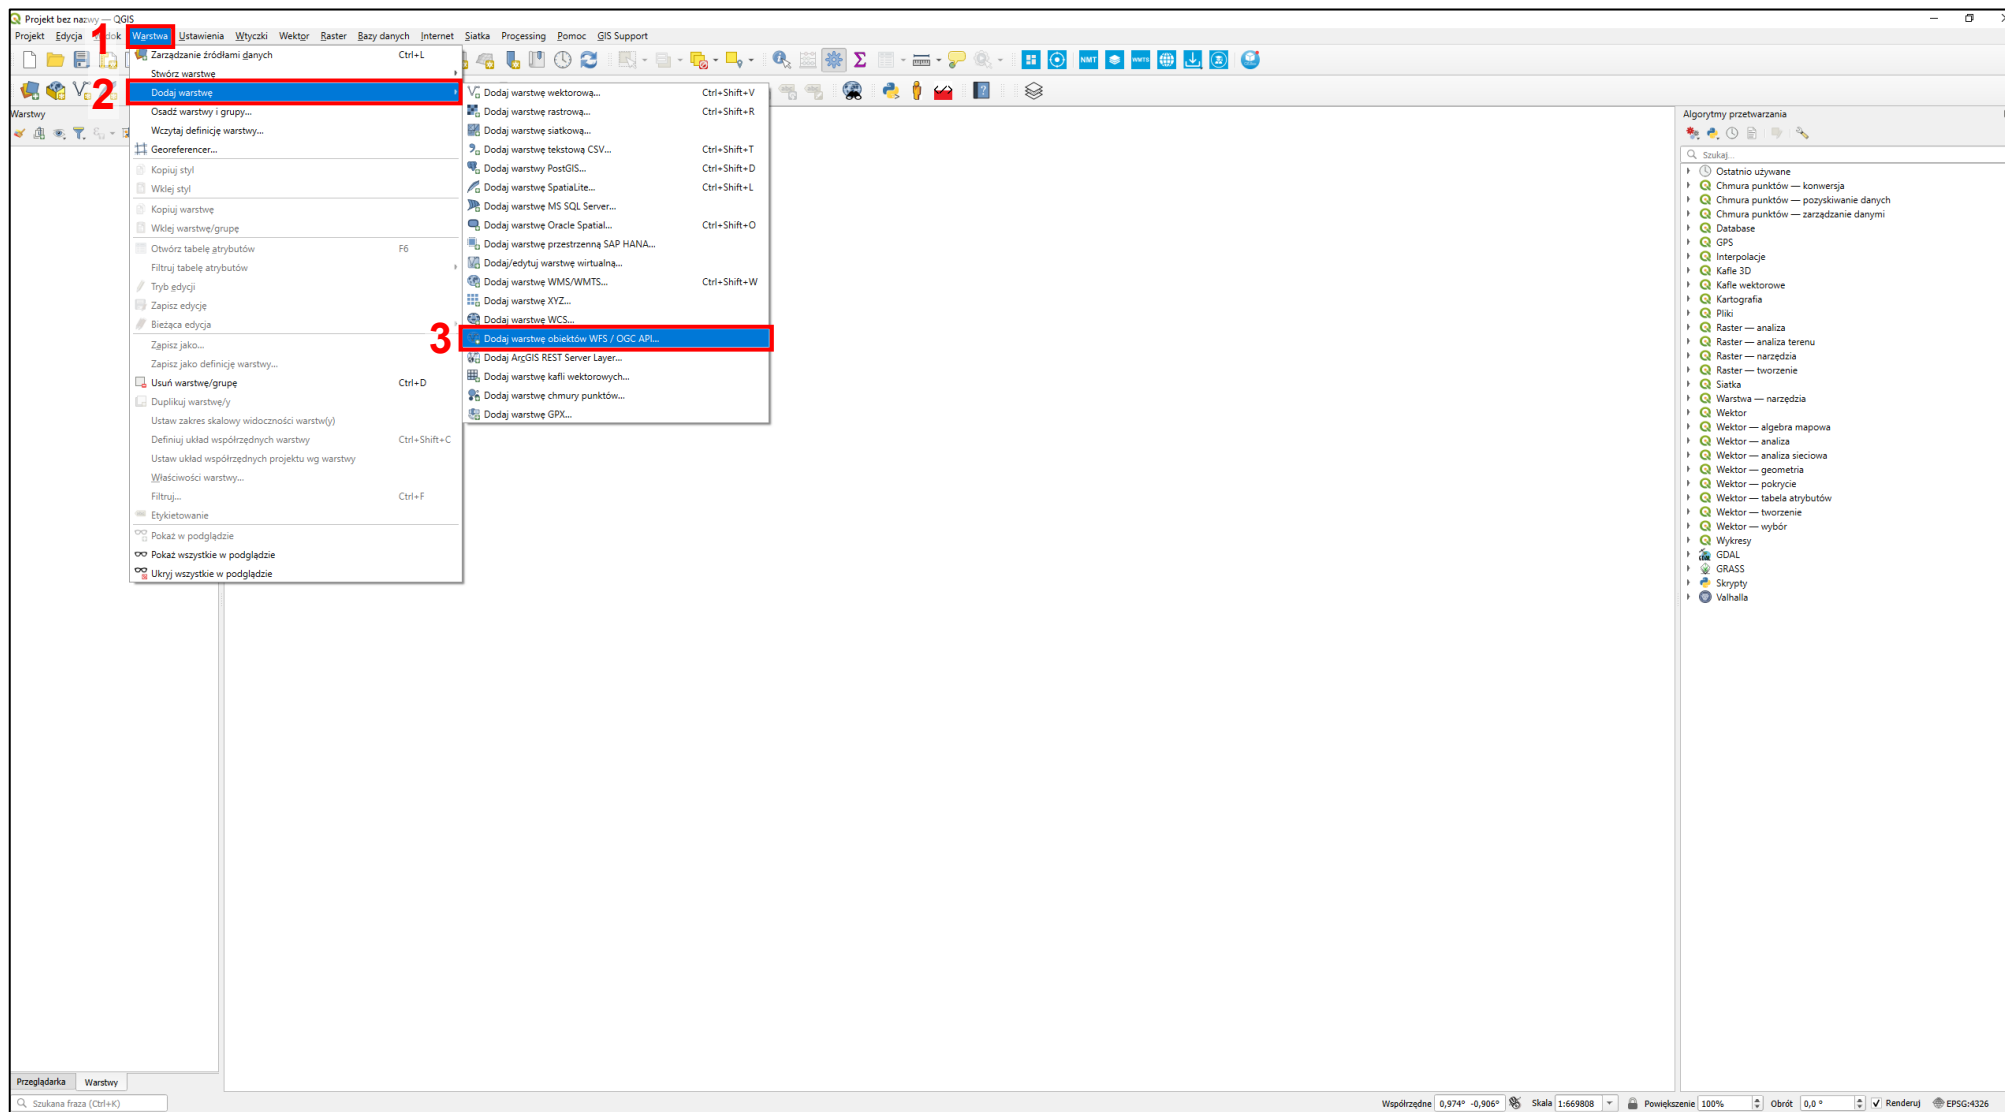 Projekt bez nazwy — QGIS
Projekt Edycja Widok Warstwa Ustawienia Wtyczki Wektor Raster Bazy danych Internet Siatka Processing Pomoc GIS Support
1
Zarządzanie źródłami danych Ctrl+L
Stwórz warstwę
2
Dodaj warstwę
Osadź warstwy i grupy...
Wczytaj definicję warstwy...
Georeferencer...
Kopiuj styl
Wklej styl
Kopiuj warstwę
Wklej warstwę/grupę
Otwórz tabelę atrybutów F6
Filtruj tabelę atrybutów
Tryb edycji
Zapisz edycję
Bieżąca edycja
Zapisz jako...
Zapisz jako definicję warstwy...
Usuń warstwę/grupę Ctrl+D
Duplikuj warstwę/y
Ustaw zakres skalowy widoczności warstw(y)
Definiuj układ współrzędnych warstwy Ctrl+Shift+C
Ustaw układ współrzędnych projektu wg warstwy
Właściwości warstwy...
Filtruj... Ctrl+F
Etykietowanie
Pokaż w podglądzie
Pokaż wszystkie w podglądzie
Ukryj wszystkie w podglądzie
Dodaj warstwę wektorową... Ctrl+Shift+V
Dodaj warstwę rastrową... Ctrl+Shift+R
Dodaj warstwę siatkową...
Dodaj warstwę tekstową CSV... Ctrl+Shift+T
Dodaj warstwy PostGIS... Ctrl+Shift+D
Dodaj warstwę SpatiaLite... Ctrl+Shift+L
Dodaj warstwę MS SQL Server...
Dodaj warstwę Oracle Spatial... Ctrl+Shift+O
Dodaj warstwę przestrzenną SAP HANA...
Dodaj/edytuj warstwę wirtualną...
Dodaj warstwę WMS/WMTS... Ctrl+Shift+W
Dodaj warstwę XYZ...
Dodaj warstwę WCS...
3
Dodaj warstwę obiektów WFS / OGC API...
Dodaj ArcGIS REST Server Layer...
Dodaj warstwę kafli wektorowych...
Dodaj warstwę chmury punktów...
Dodaj warstwę GPX...
NMT
WMTS
Warstwy
Algorytmy przetwarzania
Szukaj...
Ostatnio używane
Chmura punktów — konwersja
Chmura punktów — pozyskiwanie danych
Chmura punktów — zarządzanie danymi
Database
GPS
Interpolacje
Kafle 3D
Kafle wektorowe
Kartografia
Pliki
Raster — analiza
Raster — analiza terenu
Raster — narzędzia
Raster — tworzenie
Siatka
Warstwa — narzędzia
Wektor
Wektor — algebra mapowa
Wektor — analiza
Wektor — analiza sieciowa
Wektor — geometria
Wektor — pokrycie
Wektor — tabela atrybutów
Wektor — tworzenie
Wektor — wybór
Wykresy
GDAL
GRASS
Skrypty
Valhalla
Przeglądarka Warstwy
Szukana fraza (Ctrl+K)
Współrzędne 0,974° -0,906° Skala 1:669808 Powiększenie 100% Obrót 0,0 ° Renderuj EPSG:4326